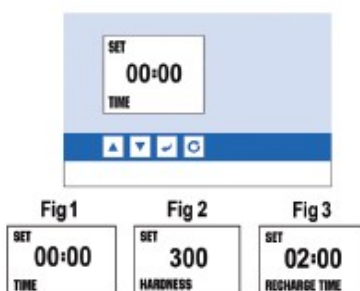 SET
00:00
TIME
Fig 1
Fig 2
Fig 3
SET
00:00
TIME
SET
300
HARDNESS
SET
02:00
RECHARGE TIME